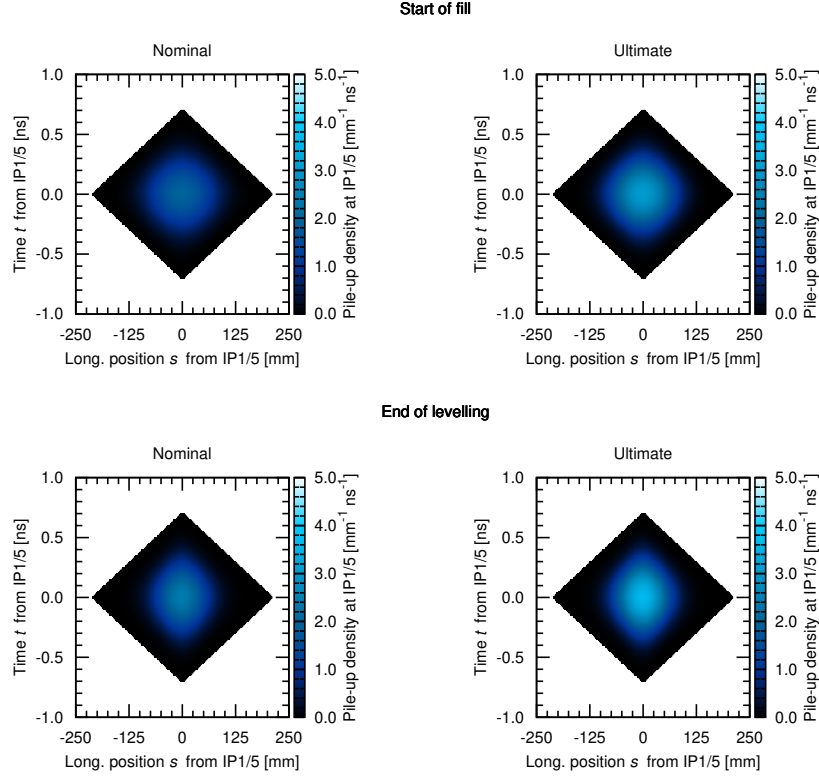 Start of fill
Nominal
1.0
0.5
0.0
-0.5
-1.0
Time t from IP1/5 [ns]
-250 -125 0 125 250
Long. position s from IP1/5 [mm]
5.0
4.0
3.0
2.0
1.0
0.0
Pile-up density at IP1/5 [mm⁻¹ ns⁻¹]
Ultimate
1.0
0.5
0.0
-0.5
-1.0
Time t from IP1/5 [ns]
-250 -125 0 125 250
Long. position s from IP1/5 [mm]
5.0
4.0
3.0
2.0
1.0
0.0
Pile-up density at IP1/5 [mm⁻¹ ns⁻¹]
End of levelling
Nominal
1.0
0.5
0.0
-0.5
-1.0
Time t from IP1/5 [ns]
-250 -125 0 125 250
Long. position s from IP1/5 [mm]
5.0
4.0
3.0
2.0
1.0
0.0
Pile-up density at IP1/5 [mm⁻¹ ns⁻¹]
Ultimate
1.0
0.5
0.0
-0.5
-1.0
Time t from IP1/5 [ns]
-250 -125 0 125 250
Long. position s from IP1/5 [mm]
5.0
4.0
3.0
2.0
1.0
0.0
Pile-up density at IP1/5 [mm⁻¹ ns⁻¹]